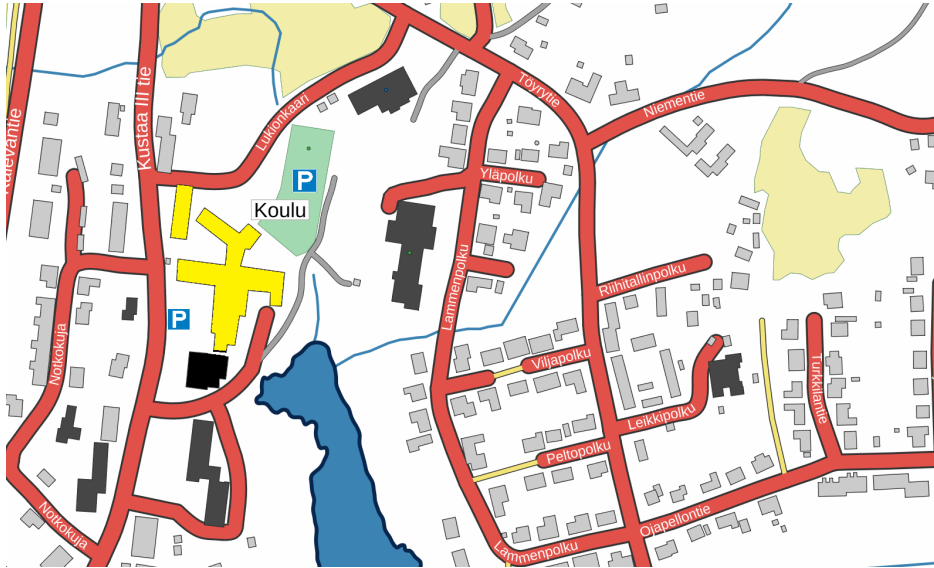 Kalevantie
Kustaa III tie
Lukionkaari
Töyrytie
Niementie
P
Koulu
Yläpolku
Lammenpolku
Riihitallinpolku
P
Notkokuja
Viljapolku
Turkkilantie
Leikkipolku
Peltopolku
Notkokuja
Lammenpolku
Ojapellontie